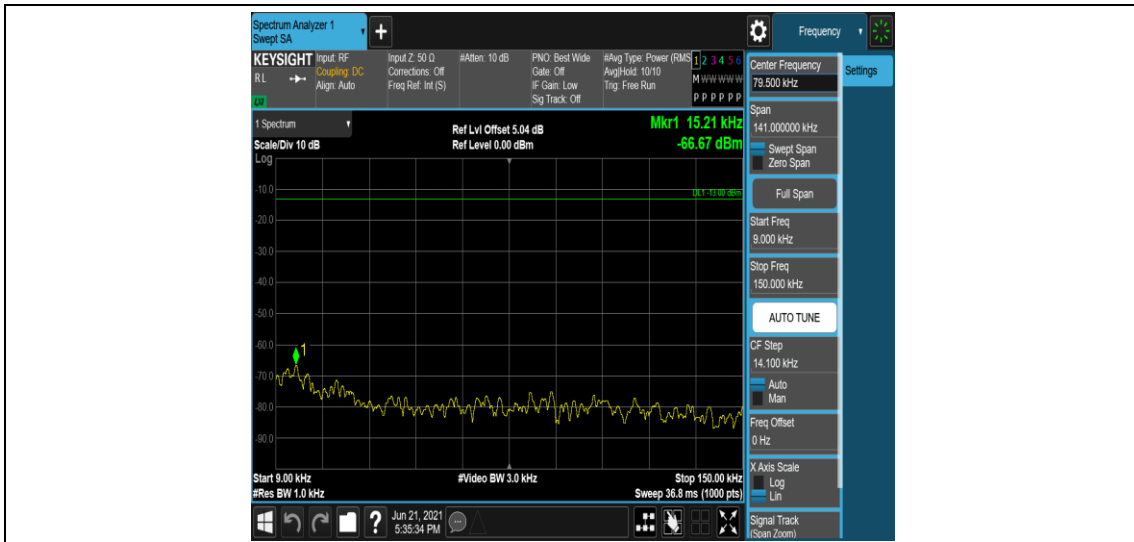 Spectrum Analyzer 1
Swept SA
+
Frequency
KEYSIGHT
RL
LXI
Input: RF
Coupling: DC
Align: Auto
Input Z: 50 Ω
Corrections: Off
Freq Ref: Int (S)
#Atten: 10 dB
PNO: Best Wide
Gate: Off
IF Gain: Low
Sig Track: Off
#Avg Type: Power (RMS
Avg|Hold: 10/10
Trig: Free Run
1 2 3 4 5 6
M W W W W W
P P P P P P
1 Spectrum
Scale/Div 10 dB
Log
Ref Lvl Offset 5.04 dB
Ref Level 0.00 dBm
Mkr1 15.21 kHz
-66.67 dBm
DL1 -13.00 dBm
-10.0
-20.0
-30.0
-40.0
-50.0
-60.0
1
-70.0
-80.0
-90.0
Start 9.00 kHz
#Res BW 1.0 kHz
#Video BW 3.0 kHz
Stop 150.00 kHz
Sweep 36.8 ms (1000 pts)
?
Jun 21, 2021
5:35:34 PM
Center Frequency
79.500 kHz
Settings
Span
141.000000 kHz
Swept Span
Zero Span
Full Span
Start Freq
9.000 kHz
Stop Freq
150.000 kHz
AUTO TUNE
CF Step
14.100 kHz
Auto
Man
Freq Offset
0 Hz
X Axis Scale
Log
Lin
Signal Track
(Span Zoom)